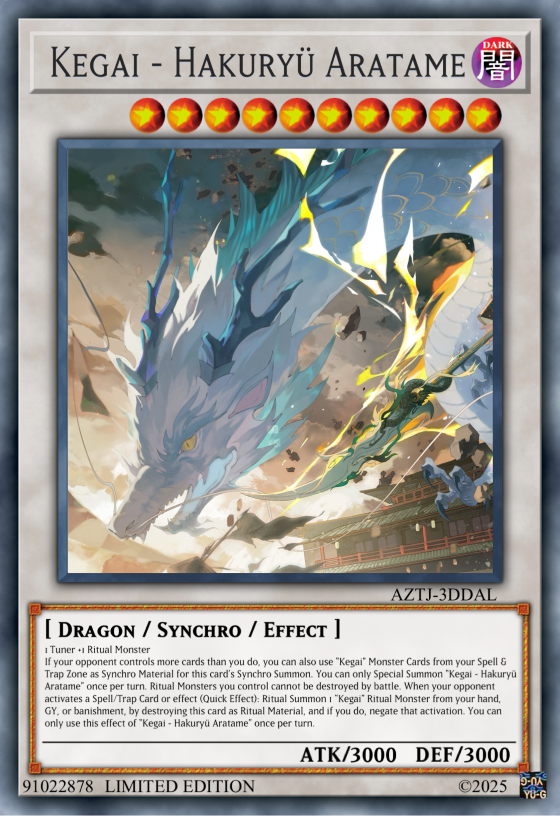 Kegai - Hakuryü Aratame
DARK
闇
AZTJ-3DDAL
[ Dragon / Synchro / Effect ]
1 Tuner +1 Ritual Monster
If your opponent controls more cards than you do, you can also use "Kegai" Monster Cards from your Spell &
Trap Zone as Synchro Material for this card's Synchro Summon. You can only Special Summon "Kegai - Hakuryü
Aratame" once per turn. Ritual Monsters you control cannot be destroyed by battle. When your opponent
activates a Spell/Trap Card or effect (Quick Effect): Ritual Summon 1 "Kegai" Ritual Monster from your hand,
GY, or banishment, by destroying this card as Ritual Material, and if you do, negate that activation. You can
only use this effect of "Kegai - Hakuryü Aratame" once per turn.
ATK/3000 DEF/3000
91022878 LIMITED EDITION
©2025
YU-G